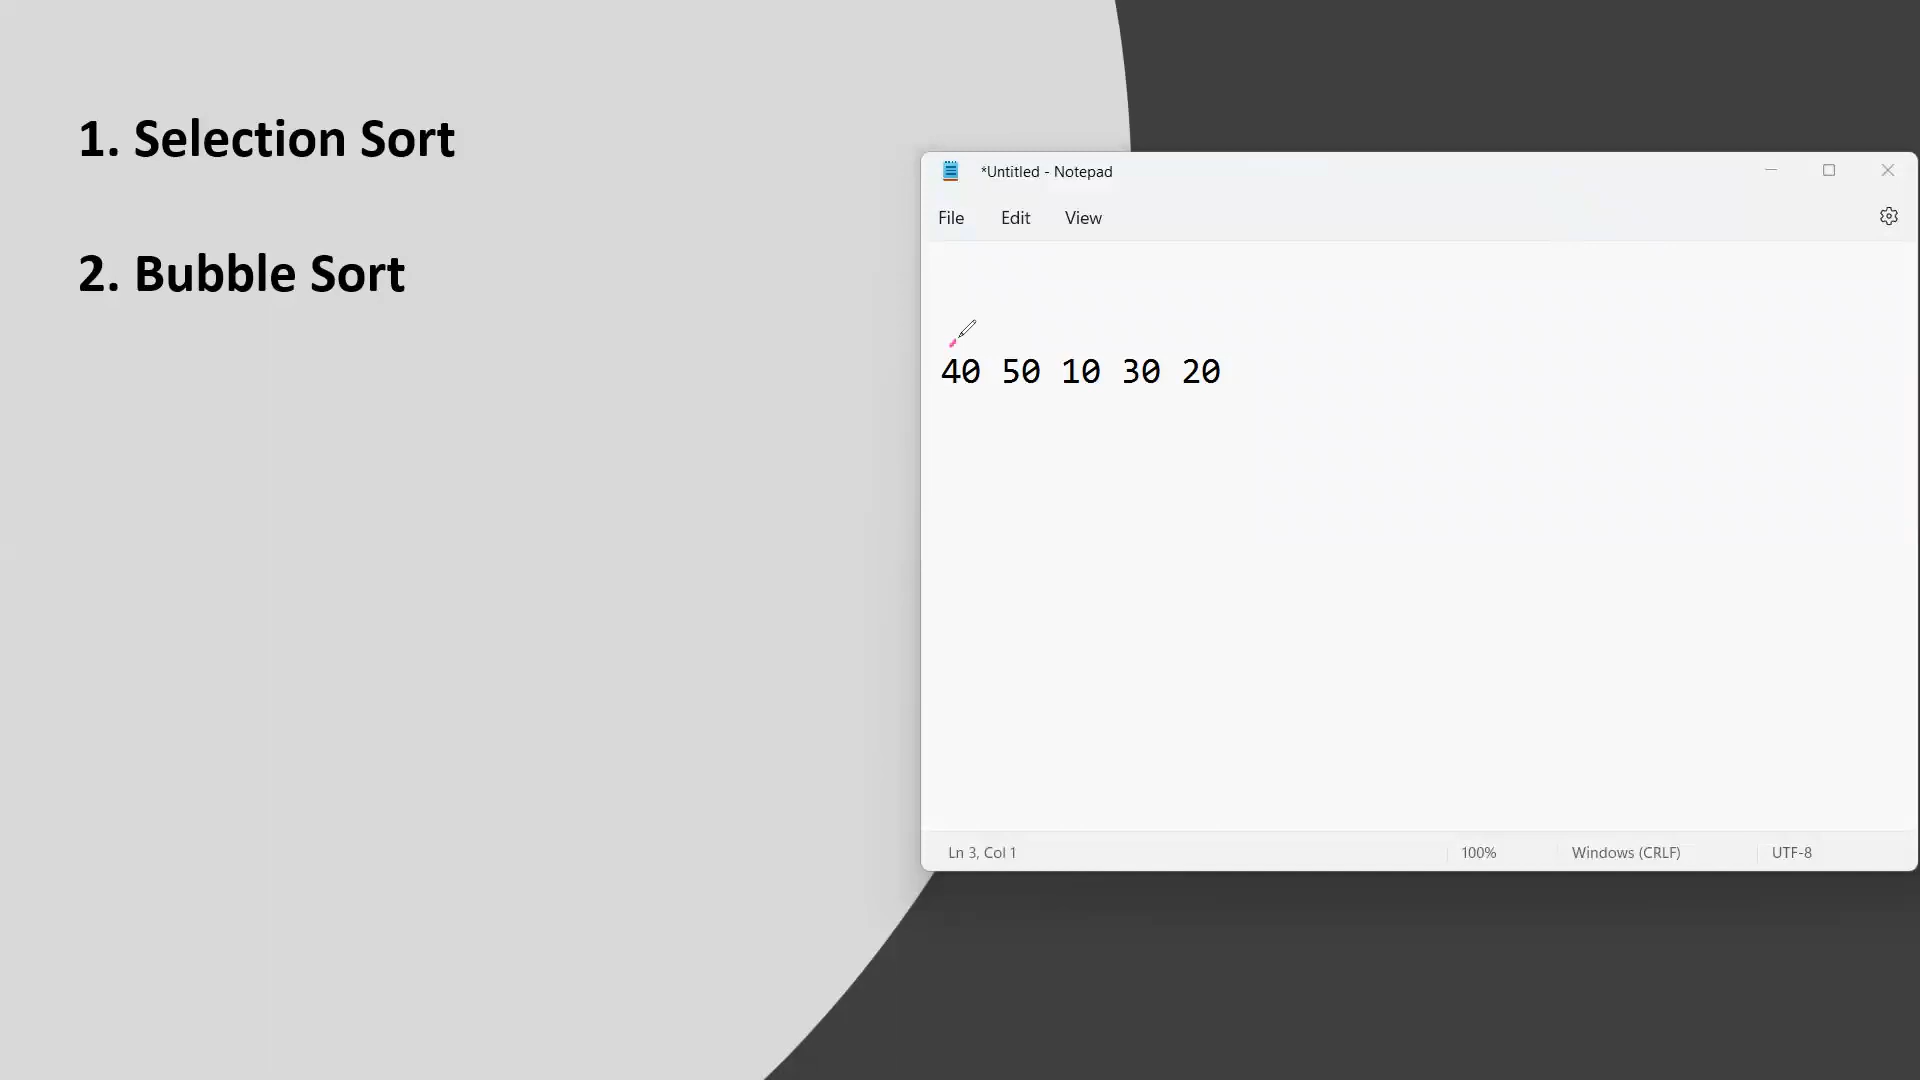 1. Selection Sort
2. Bubble Sort
*Untitled - Notepad
File Edit View
40 50 10 30 20
Ln 3, Col 1 100% Windows (CRLF) UTF-8